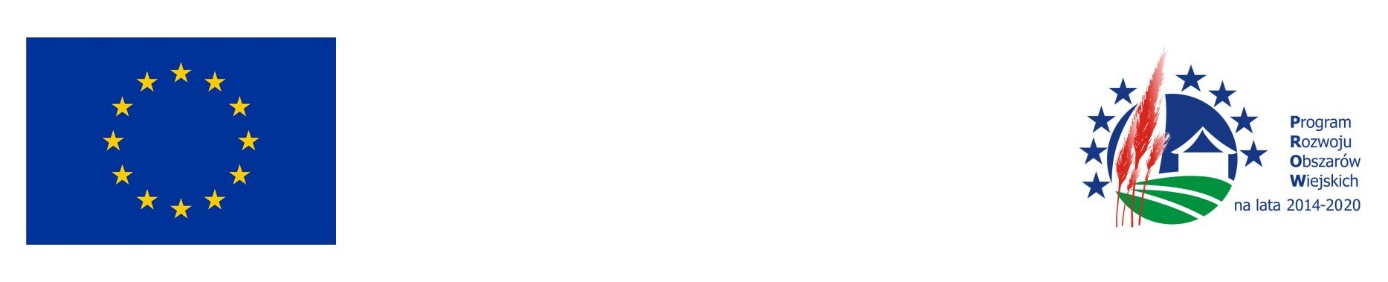 Program
Rozwoju
Obszarów
Wiejskich
na lata 2014-2020